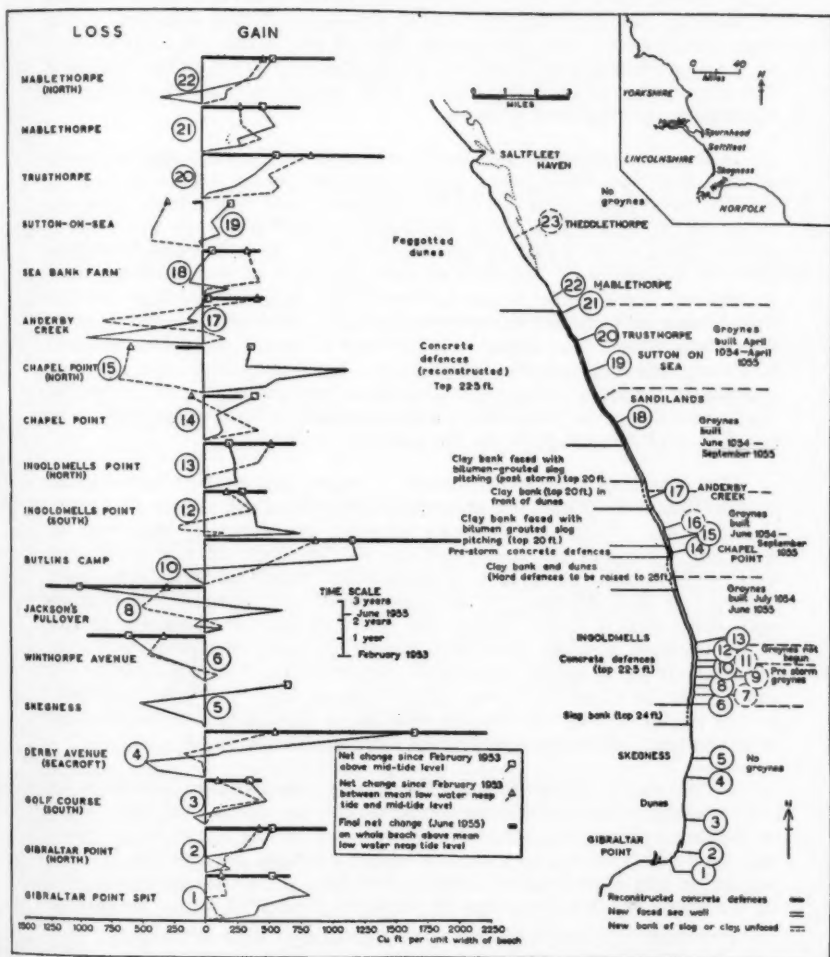 LOSS GAIN
MABLETHORPE
(NORTH)
22
MABLETHORPE
21
TRUSTHORPE
20
SUTTON-ON-SEA
19
SEA BANK FARM
18
ANDERBY
CREEK
17
CHAPEL POINT
(NORTH)
15
CHAPEL POINT
14
INGOLDMELLS
POINT
(NORTH)
13
INGOLDMELLS
POINT
(SOUTH)
12
BUTLINS CAMP
10
JACKSON'S
PULLOVER
8
WINTHORPE AVENUE
6
SKEGNESS
5
DERBY AVENUE
(SEACROFT)
4
GOLF COURSE
(SOUTH)
3
GIBRALTAR POINT
(NORTH)
2
GIBRALTAR POINT SPIT
1
1500 1250 1000 750 500 250 0 250 500 750 1000 1250 1500 1750 2000 2250
Cu ft per unit width of beach
TIME SCALE
3 years
June 1955
2 years
1 year
February 1953
Net change since February 1953
above mid-tide level
Net change since February 1953
between mean low water neap
tide and mid-tide level
Final net change (June 1955)
on whole beach above mean
low water neap tide level
0 1 2 3
MILES
0 40
Miles
N
YORKSHIRE
Humber
Spurnhead
Saltfleet
LINCOLNSHIRE
Skegness
NORFOLK
SALTFLEET
HAVEN
No
groynes
23 THEDDLETHORPE
Faggotted
dunes
22 MABLETHORPE
21
20 TRUSTHORPE
Groynes
built April
1954—April
1955
19 SUTTON ON
SEA
Concrete
defences
(reconstructed)
Top 22·5 ft.
SANDILANDS
18
Groynes
built
June 1954—
September
1955
Clay bank faced with
bitumen-grouted slag
pitching (post storm) top 20 ft.
Clay bank (top 20 ft) in
front of dunes
17 ANDERBY
CREEK
Clay bank faced with
bitumen grouted slag
pitching (top 20 ft.)
16
15
14 CHAPEL
POINT
Groynes
built
June 1954—
September
1955
Pre-storm concrete defences
Clay bank and dunes
(Hard defences to be raised to 25 ft.)
Groynes
built July 1954
June 1955
INGOLDMELLS
13
12
11
10
9
8
7
6
Groynes not
begun
Concrete defences
(top 22·5 ft)
Pre storm
groynes
Slag bank (top 24 ft)
SKEGNESS
5
No
groynes
4
Dunes
3
N
GIBRALTAR
POINT
2
1
Reconstructed concrete defences
New faced sea wall
New bank of slag or clay, unfaced